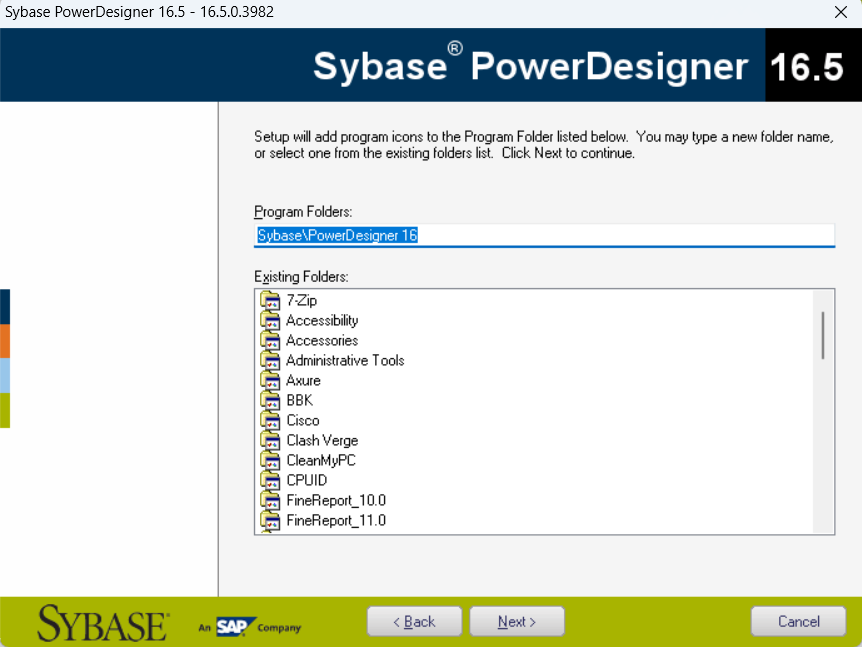 Sybase PowerDesigner 16.5 - 16.5.0.3982
Sybase® PowerDesigner 16.5
Setup will add program icons to the Program Folder listed below. You may type a new folder name,
or select one from the existing folders list. Click Next to continue.
Program Folders:
Sybase\PowerDesigner 16
Existing Folders:
7-Zip
Accessibility
Accessories
Administrative Tools
Axure
BBK
Cisco
Clash Verge
CleanMyPC
CPUID
FineReport_10.0
FineReport_11.0
SYBASE® An SAP Company
< Back
Next >
Cancel